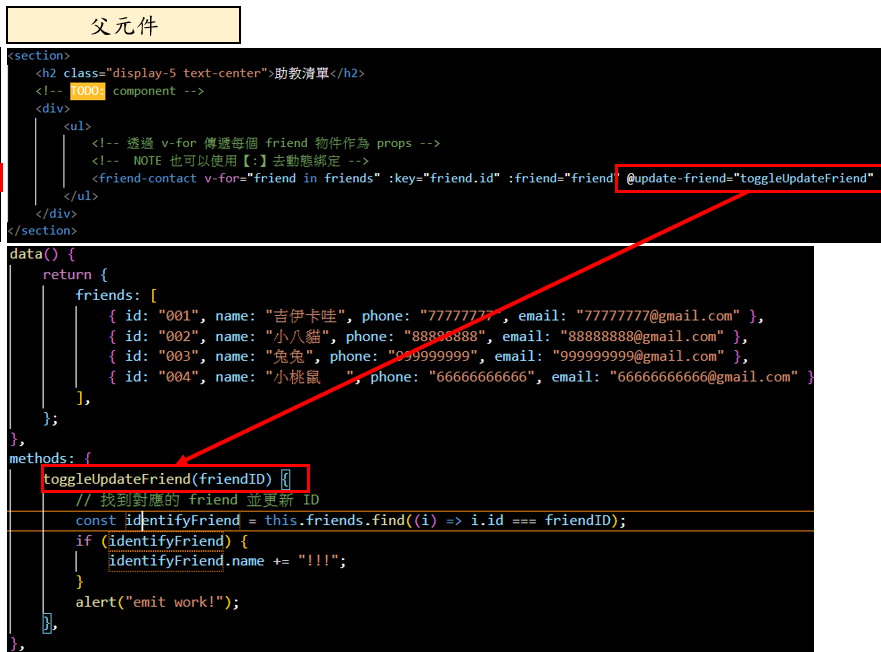 父元件
<section>
<h2 class="display-5 text-center">助教清單</h2>
<!-- TODO: component -->
<div>
<ul>
<!-- 透過 v-for 傳遞每個 friend 物件作為 props -->
<!--  NOTE 也可以使用【:】去動態綁定 -->
<friend-contact v-for="friend in friends" :key="friend.id" :friend="friend" @update-friend="toggleUpdateFriend"
</ul>
</div>
</section>
data() {
return {
friends: [
{ id: "001", name: "吉伊卡哇", phone: "77777777", email: "77777777@gmail.com" },
{ id: "002", name: "小八貓", phone: "88888888", email: "88888888@gmail.com" },
{ id: "003", name: "兔兔", phone: "999999999", email: "999999999@gmail.com" },
{ id: "004", name: "小桃鼠   ", phone: "66666666666", email: "66666666666@gmail.com" }
],
};
},
methods: {
toggleUpdateFriend(friendID) {
// 找到對應的 friend 並更新 ID
const identifyFriend = this.friends.find((i) => i.id === friendID);
if (identifyFriend) {
identifyFriend.name += "!!!";
}
alert("emit work!");
},
},